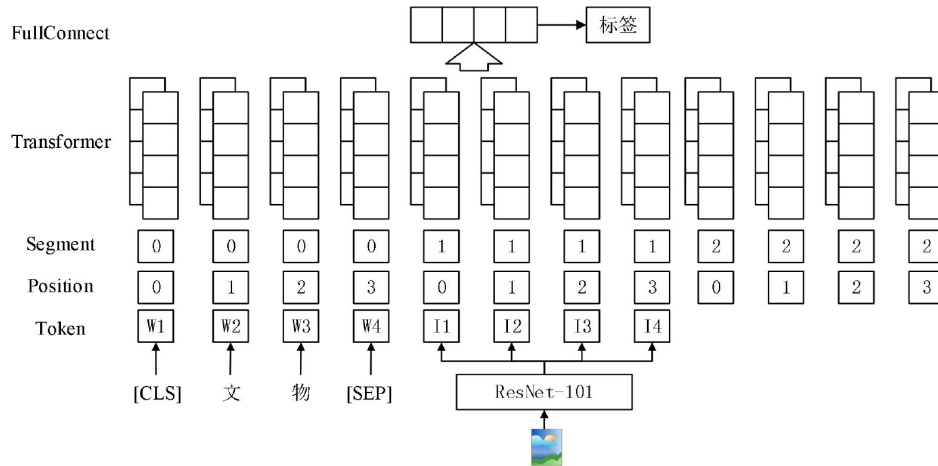 FullConnect 标签
Transformer
Segment 0 0 0 0 1 1 1 1 2 2 2 2
Position 0 1 2 3 0 1 2 3 0 1 2 3
Token W1 W2 W3 W4 I1 I2 I3 I4
[CLS] 文 物 [SEP] ResNet-101